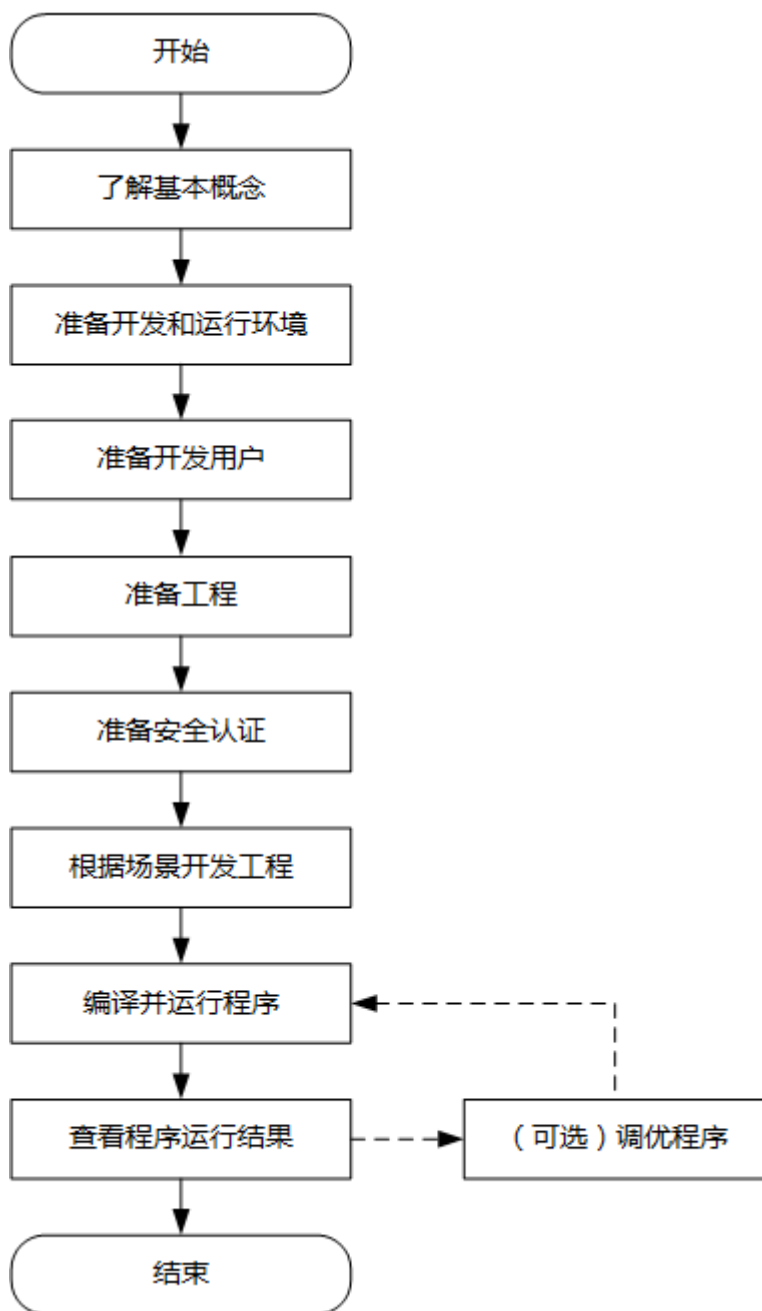 开始
了解基本概念
准备开发和运行环境
准备开发用户
准备工程
准备安全认证
根据场景开发工程
编译并运行程序
查看程序运行结果
（可选）调优程序
结束